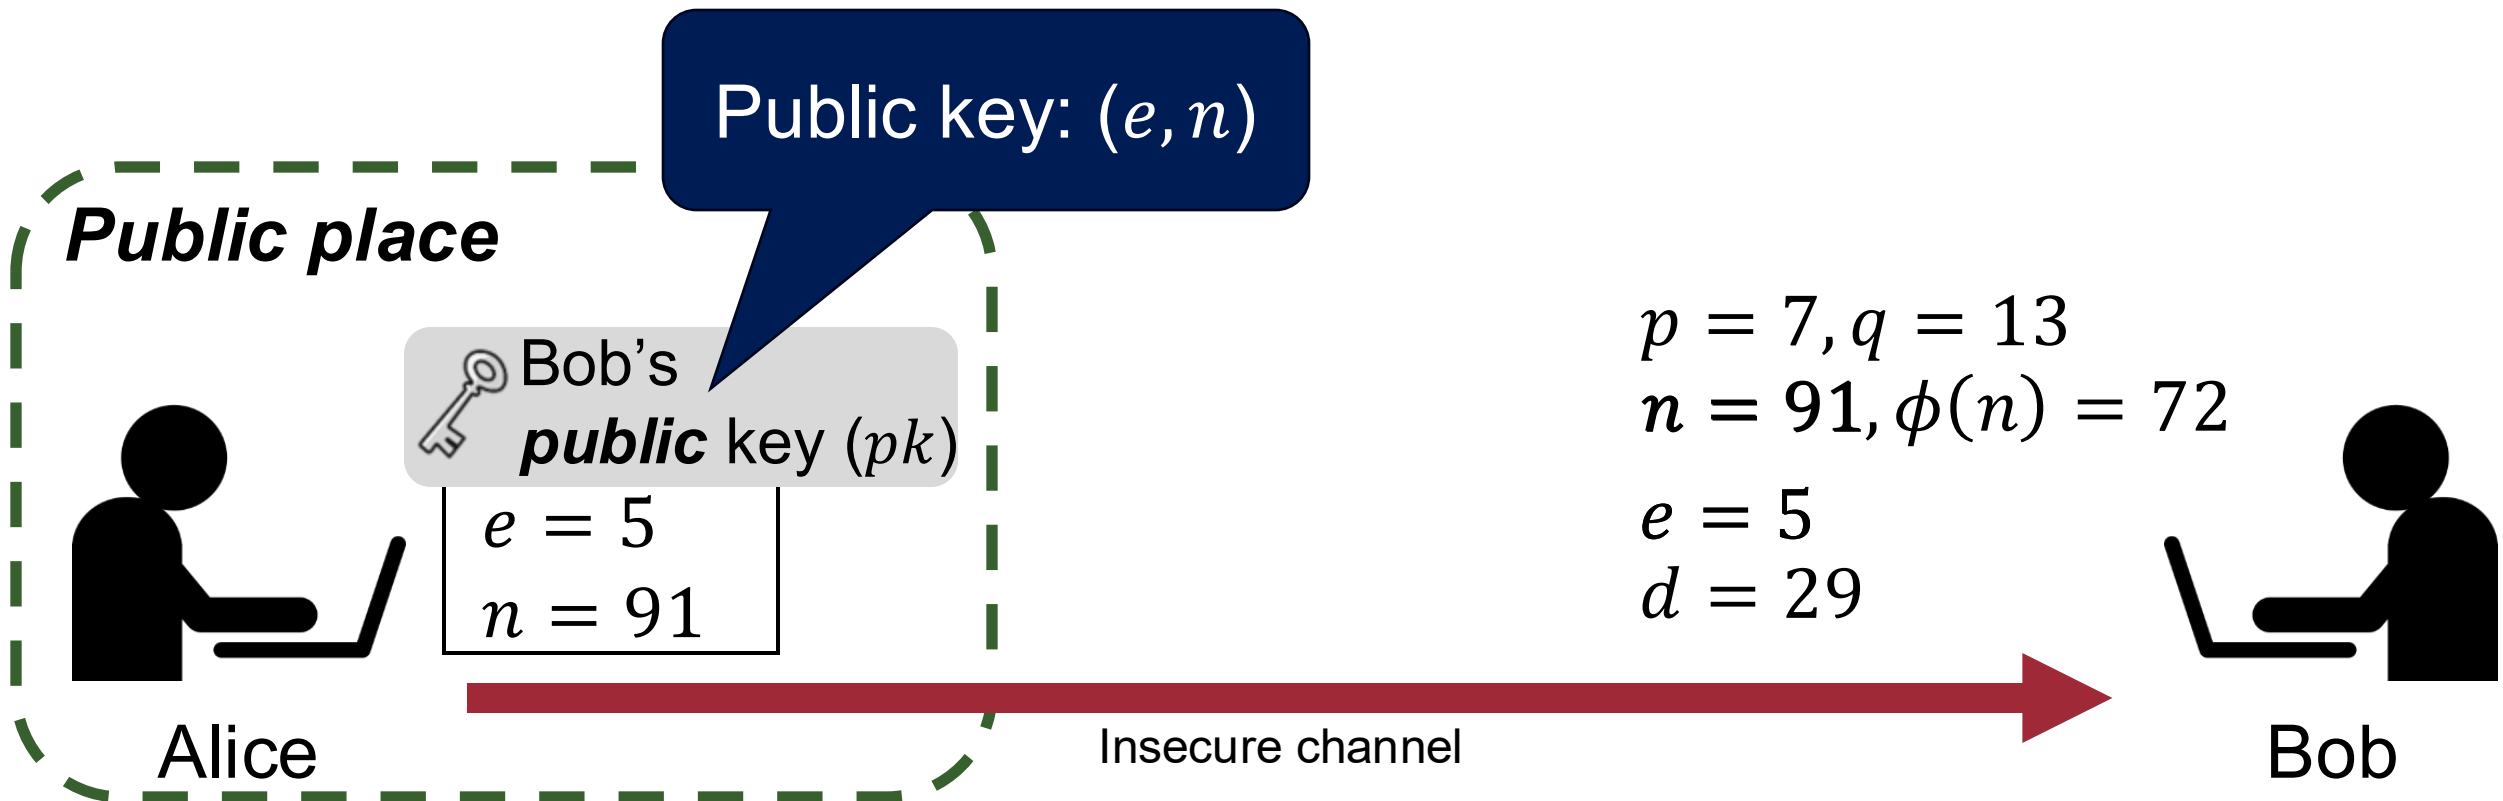 Public key: (e, n)
Public place
Bob's
public key (pk)
e = 5
n = 91
p = 7, q = 13
n = 91, ϕ(n) = 72
e = 5
d = 29
Insecure channel
Alice
Bob